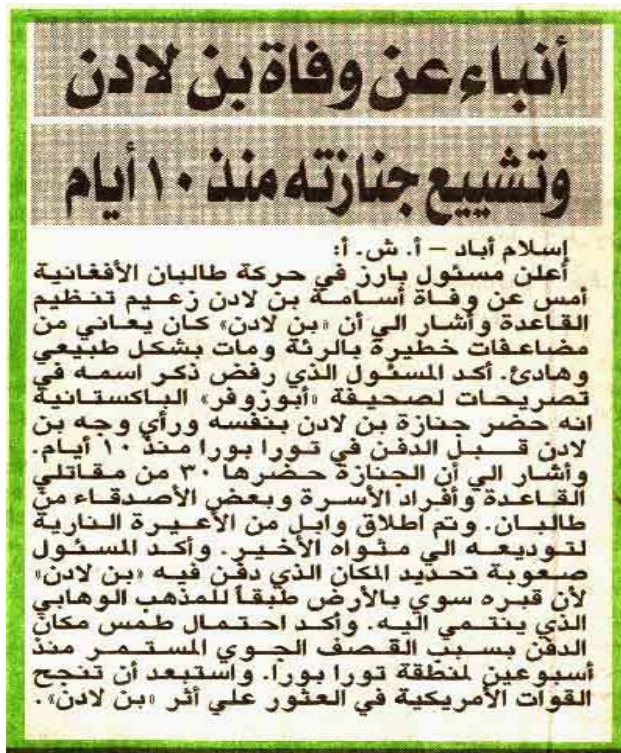 أنباء عن وفاة بن لادن
وتشييع جنازته منذ ١٠ أيام
إسلام أباد – أ. ش. أ:
أعلن مسئول بارز في حركة طالبان الأفغانية
أمس عن وفاة أسامة بن لادن زعيم تنظيم
القاعدة وأشار الي أن «بن لادن» كان يعاني من
مضاعفات خطيرة بالرئة ومات بشكل طبيعي
وهادئ. أكد المسئول الذي رفض ذكر اسمه في
تصريحات لصحيفة «أبوزوفر» الباكستانية
انه حضر جنازة بن لادن بنفسه ورأي وجه بن
لادن قبل الدفن في تورا بورا منذ ١٠ أيام.
وأشار الي أن الجنازة حضرها ٣٠ من مقاتلي
القاعدة وأفراد الأسرة وبعض الأصدقاء من
طالبان. وتم اطلاق وابل من الأعيرة النارية
لتوديعه الي مثواه الأخير. وأكد المسئول
صعوبة تحديد المكان الذي دفن فيه «بن لادن»
لأن قبره سوي بالأرض طبقاً للمذهب الوهابي
الذي ينتمي اليه. وأكد احتمال طمس مكان
الدفن بسبب القصف الجوي المستمر منذ
أسبوعين لمنطقة تورا بورا. واستبعد أن تنجح
القوات الأمريكية في العثور علي أثر «بن لادن».